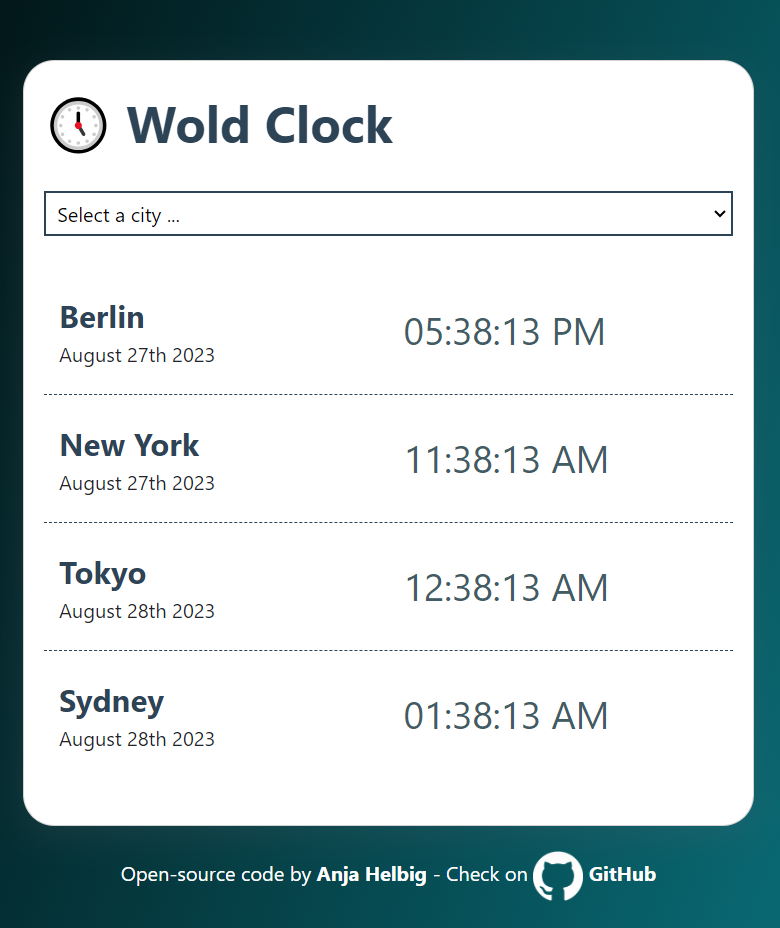 Wold Clock
Select a city ...
Berlin
August 27th 2023
05:38:13 PM
New York
August 27th 2023
11:38:13 AM
Tokyo
August 28th 2023
12:38:13 AM
Sydney
August 28th 2023
01:38:13 AM
Open-source code by Anja Helbig - Check on GitHub